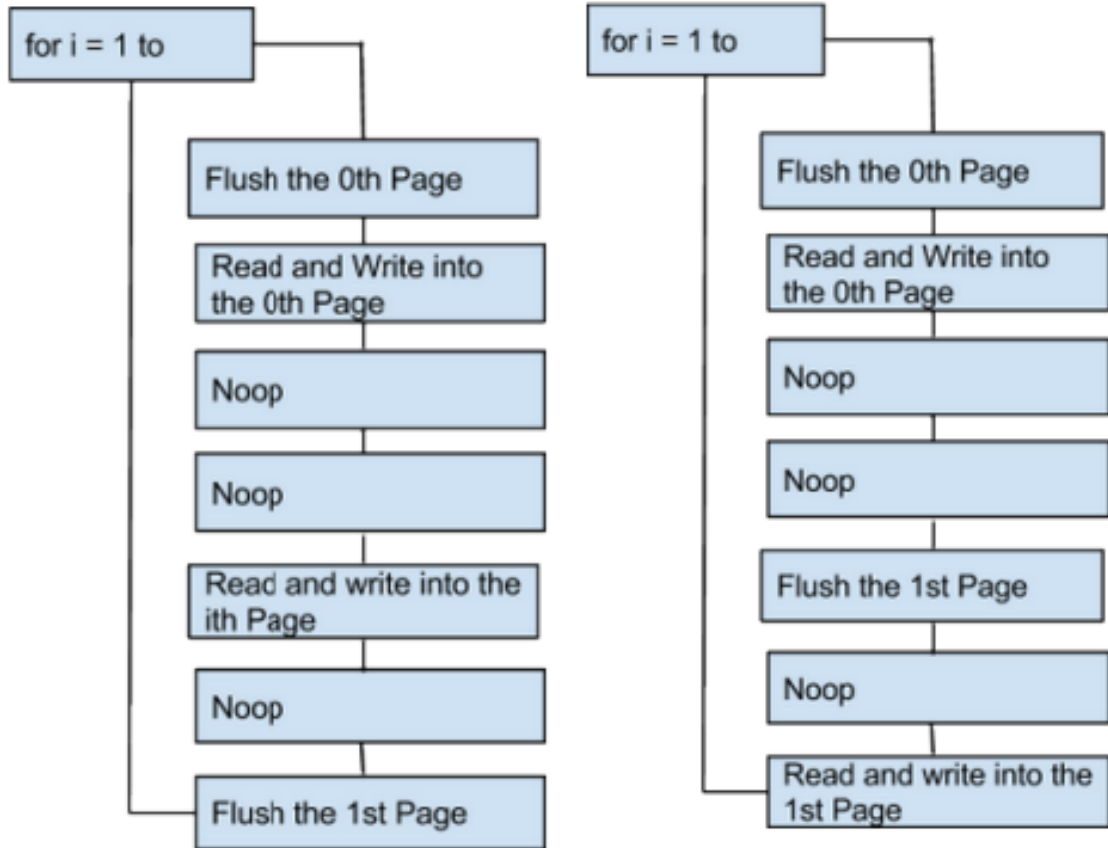 for i = 1 to
Flush the 0th Page
Read and Write into
the 0th Page
Noop
Noop
Read and write into the
ith Page
Noop
Flush the 1st Page
for i = 1 to
Flush the 0th Page
Read and Write into
the 0th Page
Noop
Noop
Flush the 1st Page
Noop
Read and write into the
1st Page